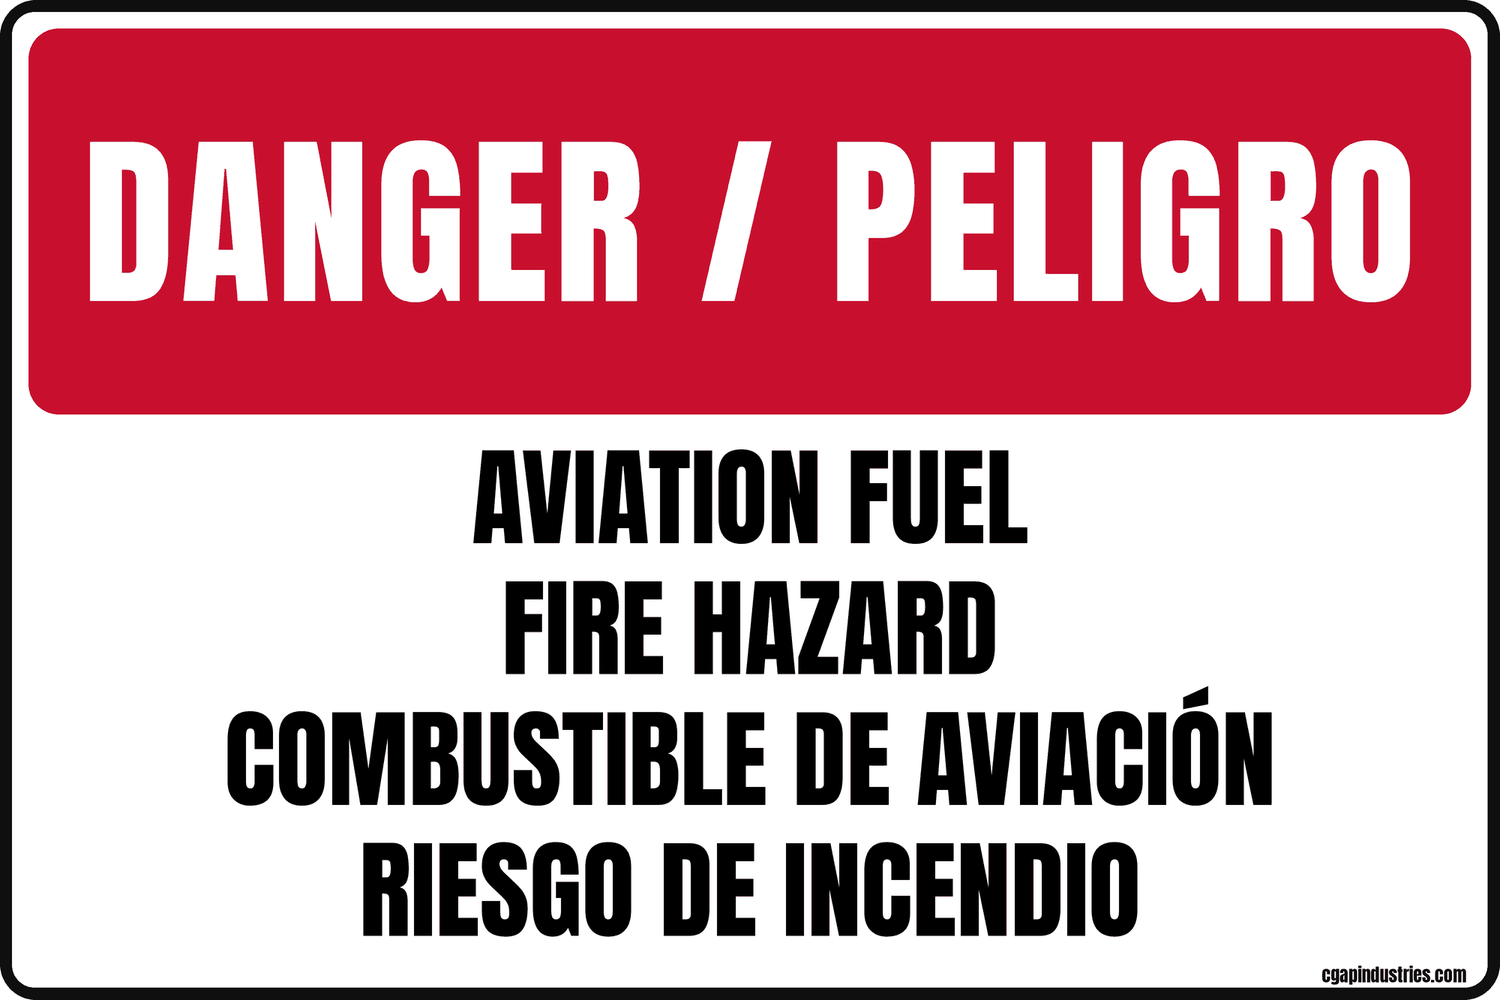 DANGER / PELIGRO
AVIATION FUEL
FIRE HAZARD
COMBUSTIBLE DE AVIACIÓN
RIESGO DE INCENDIO
cgapindustries.com